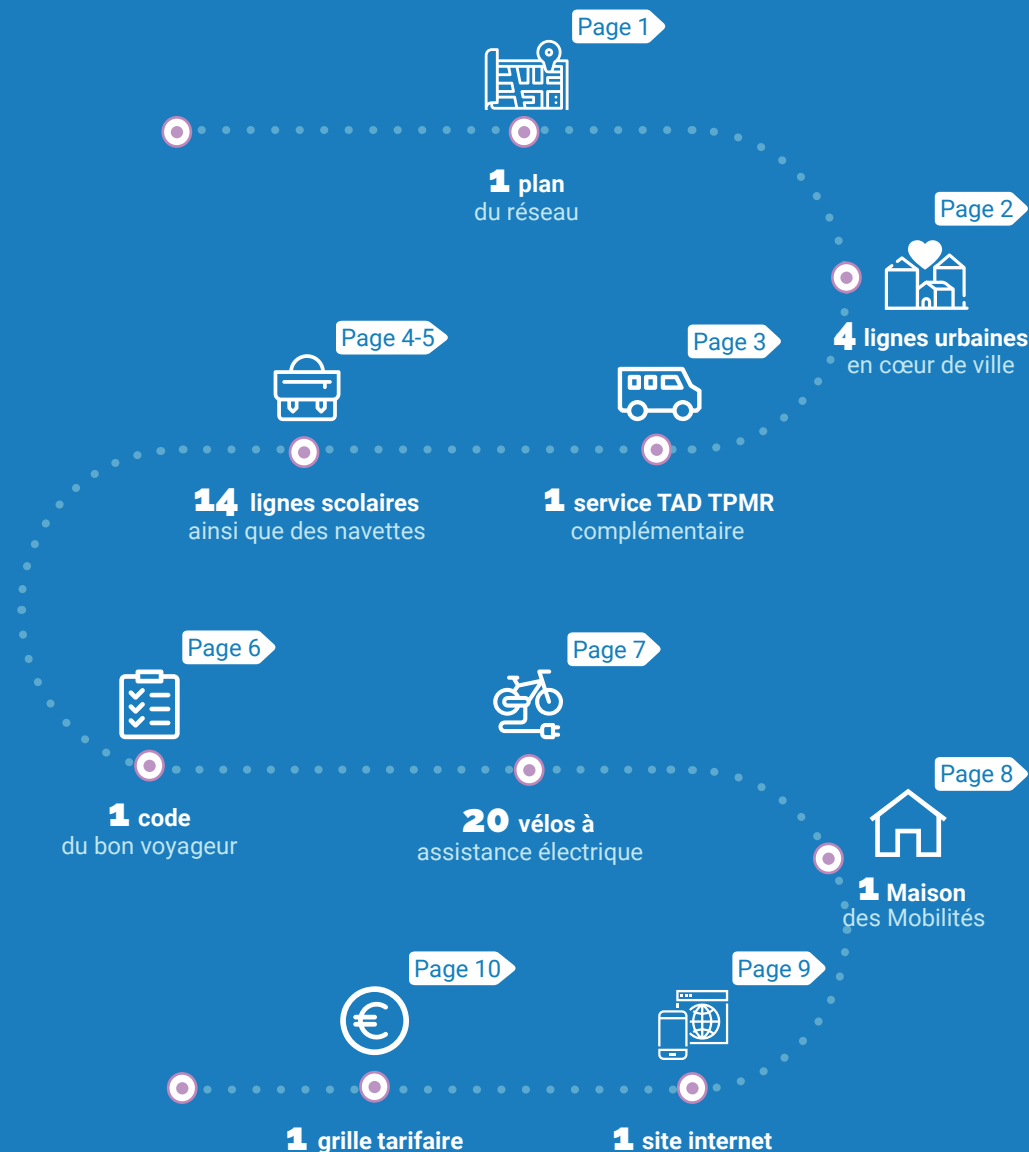 Page 1
1 plan
du réseau
Page 2
4 lignes urbaines
en cœur de ville
Page 3
1 service TAD TPMR
complémentaire
Page 4-5
14 lignes scolaires
ainsi que des navettes
Page 6
1 code
du bon voyageur
Page 7
20 vélos à
assistance électrique
Page 8
1 Maison
des Mobilités
Page 9
1 site internet
Page 10
1 grille tarifaire